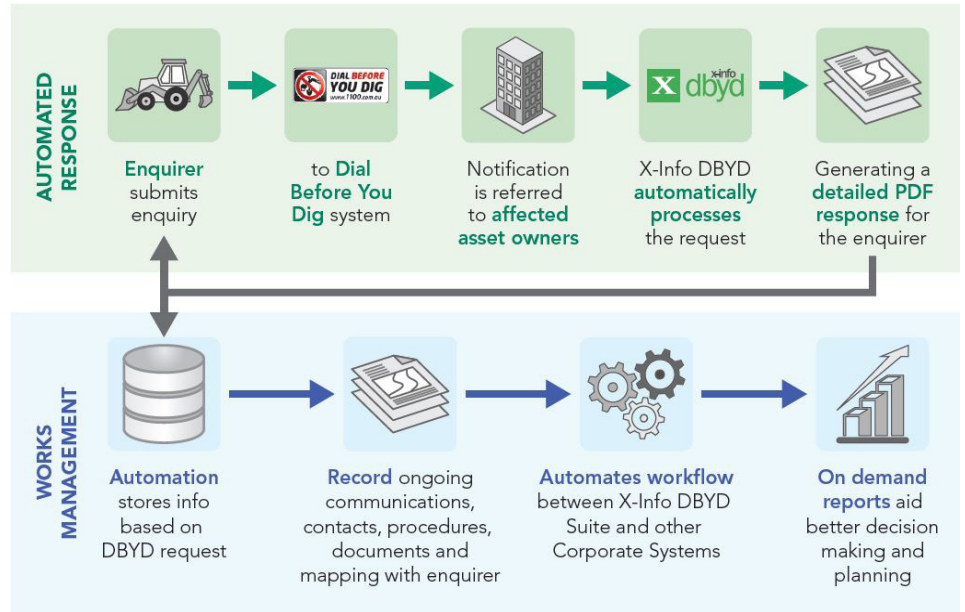 AUTOMATED
RESPONSE
DIAL BEFORE
YOU DIG
www.1100.com.au
X
x-info
dbyd
Enquirer
submits
enquiry
to Dial
Before You
Dig system
Notification
is referred
to affected
asset owners
X-Info DBYD
automatically
processes
the request
Generating a
detailed PDF
response for
the enquirer
WORKS
MANAGEMENT
Automation
stores info
based on
DBYD request
Record ongoing
communications,
contacts, procedures,
documents and
mapping with enquirer
Automates workflow
between X-Info DBYD
Suite and other
Corporate Systems
On demand
reports aid
better decision
making and
planning